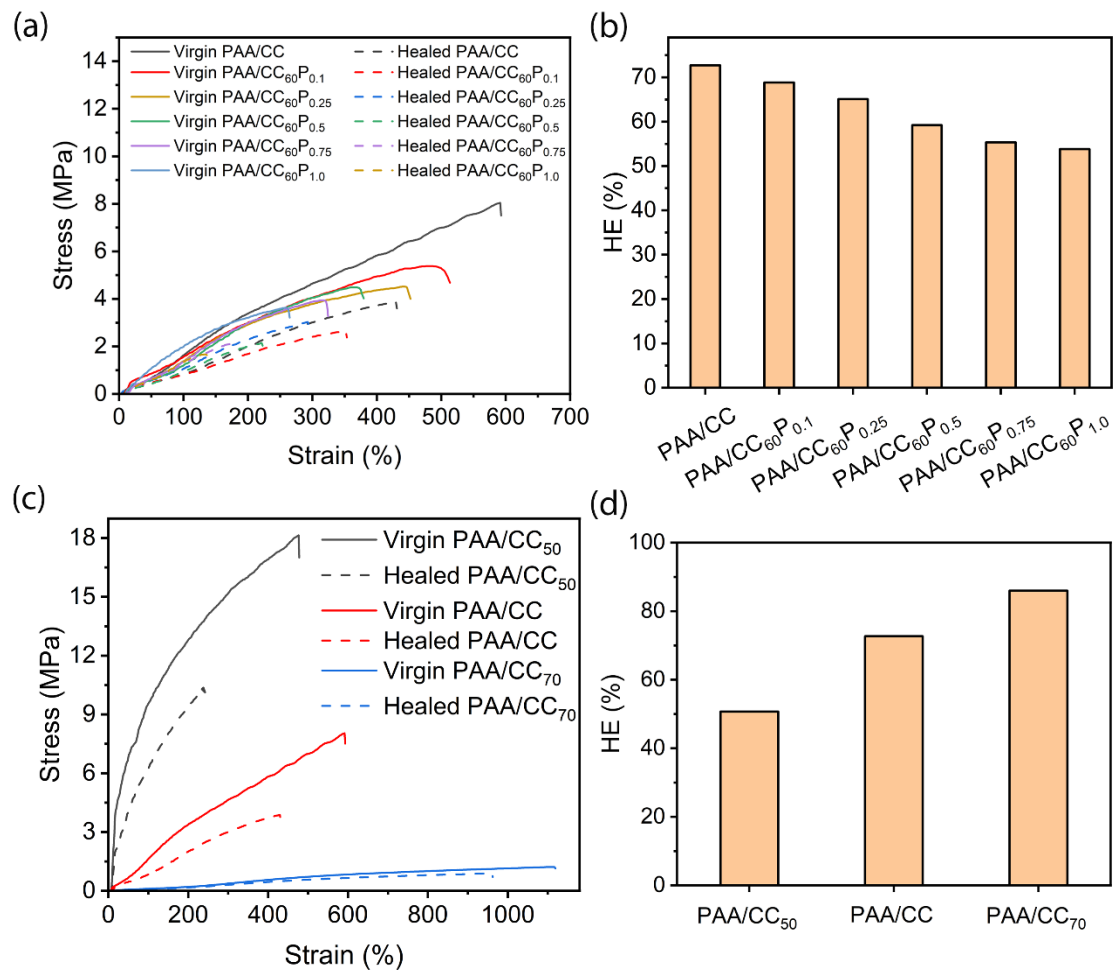 (a)
Stress (MPa)
14
12
10
8
6
4
2
0
0 100 200 300 400 500 600 700
Strain (%)
Virgin PAA/CC
Virgin PAA/CC₆₀P₀.₁
Virgin PAA/CC₆₀P₀.₂₅
Virgin PAA/CC₆₀P₀.₅
Virgin PAA/CC₆₀P₀.₇₅
Virgin PAA/CC₆₀P₁.₀
Healed PAA/CC
Healed PAA/CC₆₀P₀.₁
Healed PAA/CC₆₀P₀.₂₅
Healed PAA/CC₆₀P₀.₅
Healed PAA/CC₆₀P₀.₇₅
Healed PAA/CC₆₀P₁.₀
(b)
HE (%)
70
60
50
40
30
20
10
0
PAA/CC
PAA/CC₆₀P₀.₁
PAA/CC₆₀P₀.₂₅
PAA/CC₆₀P₀.₅
PAA/CC₆₀P₀.₇₅
PAA/CC₆₀P₁.₀
(c)
Stress (MPa)
18
15
12
9
6
3
0
0 200 400 600 800 1000
Strain (%)
Virgin PAA/CC₅₀
Healed PAA/CC₅₀
Virgin PAA/CC
Healed PAA/CC
Virgin PAA/CC₇₀
Healed PAA/CC₇₀
(d)
HE (%)
100
80
60
40
20
0
PAA/CC₅₀ PAA/CC PAA/CC₇₀